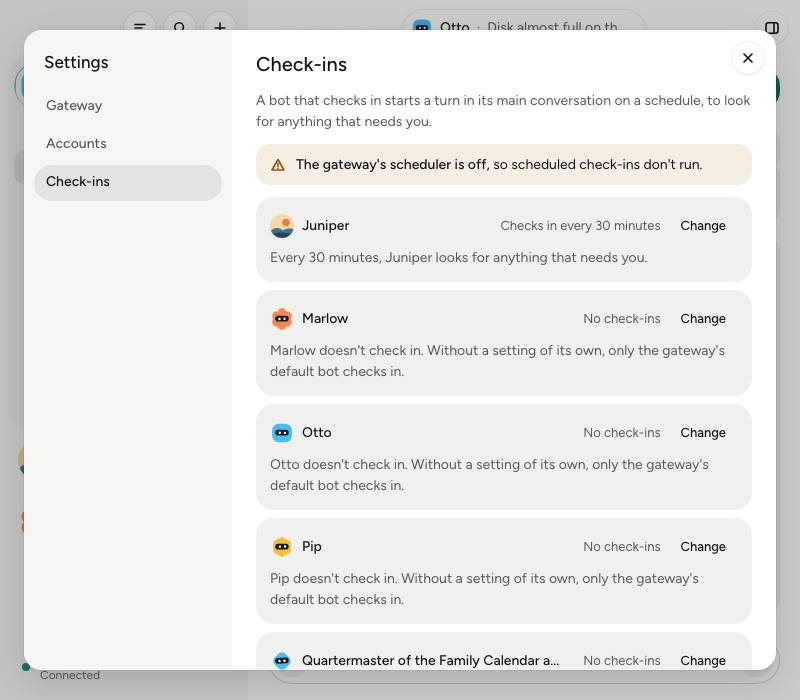 Otto · Disk almost full on th
Settings
Gateway
Accounts
Check-ins
Check-ins
A bot that checks in starts a turn in its main conversation on a schedule, to look
for anything that needs you.
The gateway's scheduler is off, so scheduled check-ins don't run.
Juniper Checks in every 30 minutes Change
Every 30 minutes, Juniper looks for anything that needs you.
Marlow No check-ins Change
Marlow doesn't check in. Without a setting of its own, only the gateway's
default bot checks in.
Otto No check-ins Change
Otto doesn't check in. Without a setting of its own, only the gateway's
default bot checks in.
Pip No check-ins Change
Pip doesn't check in. Without a setting of its own, only the gateway's
default bot checks in.
Quartermaster of the Family Calendar a... No check-ins Change
Connected